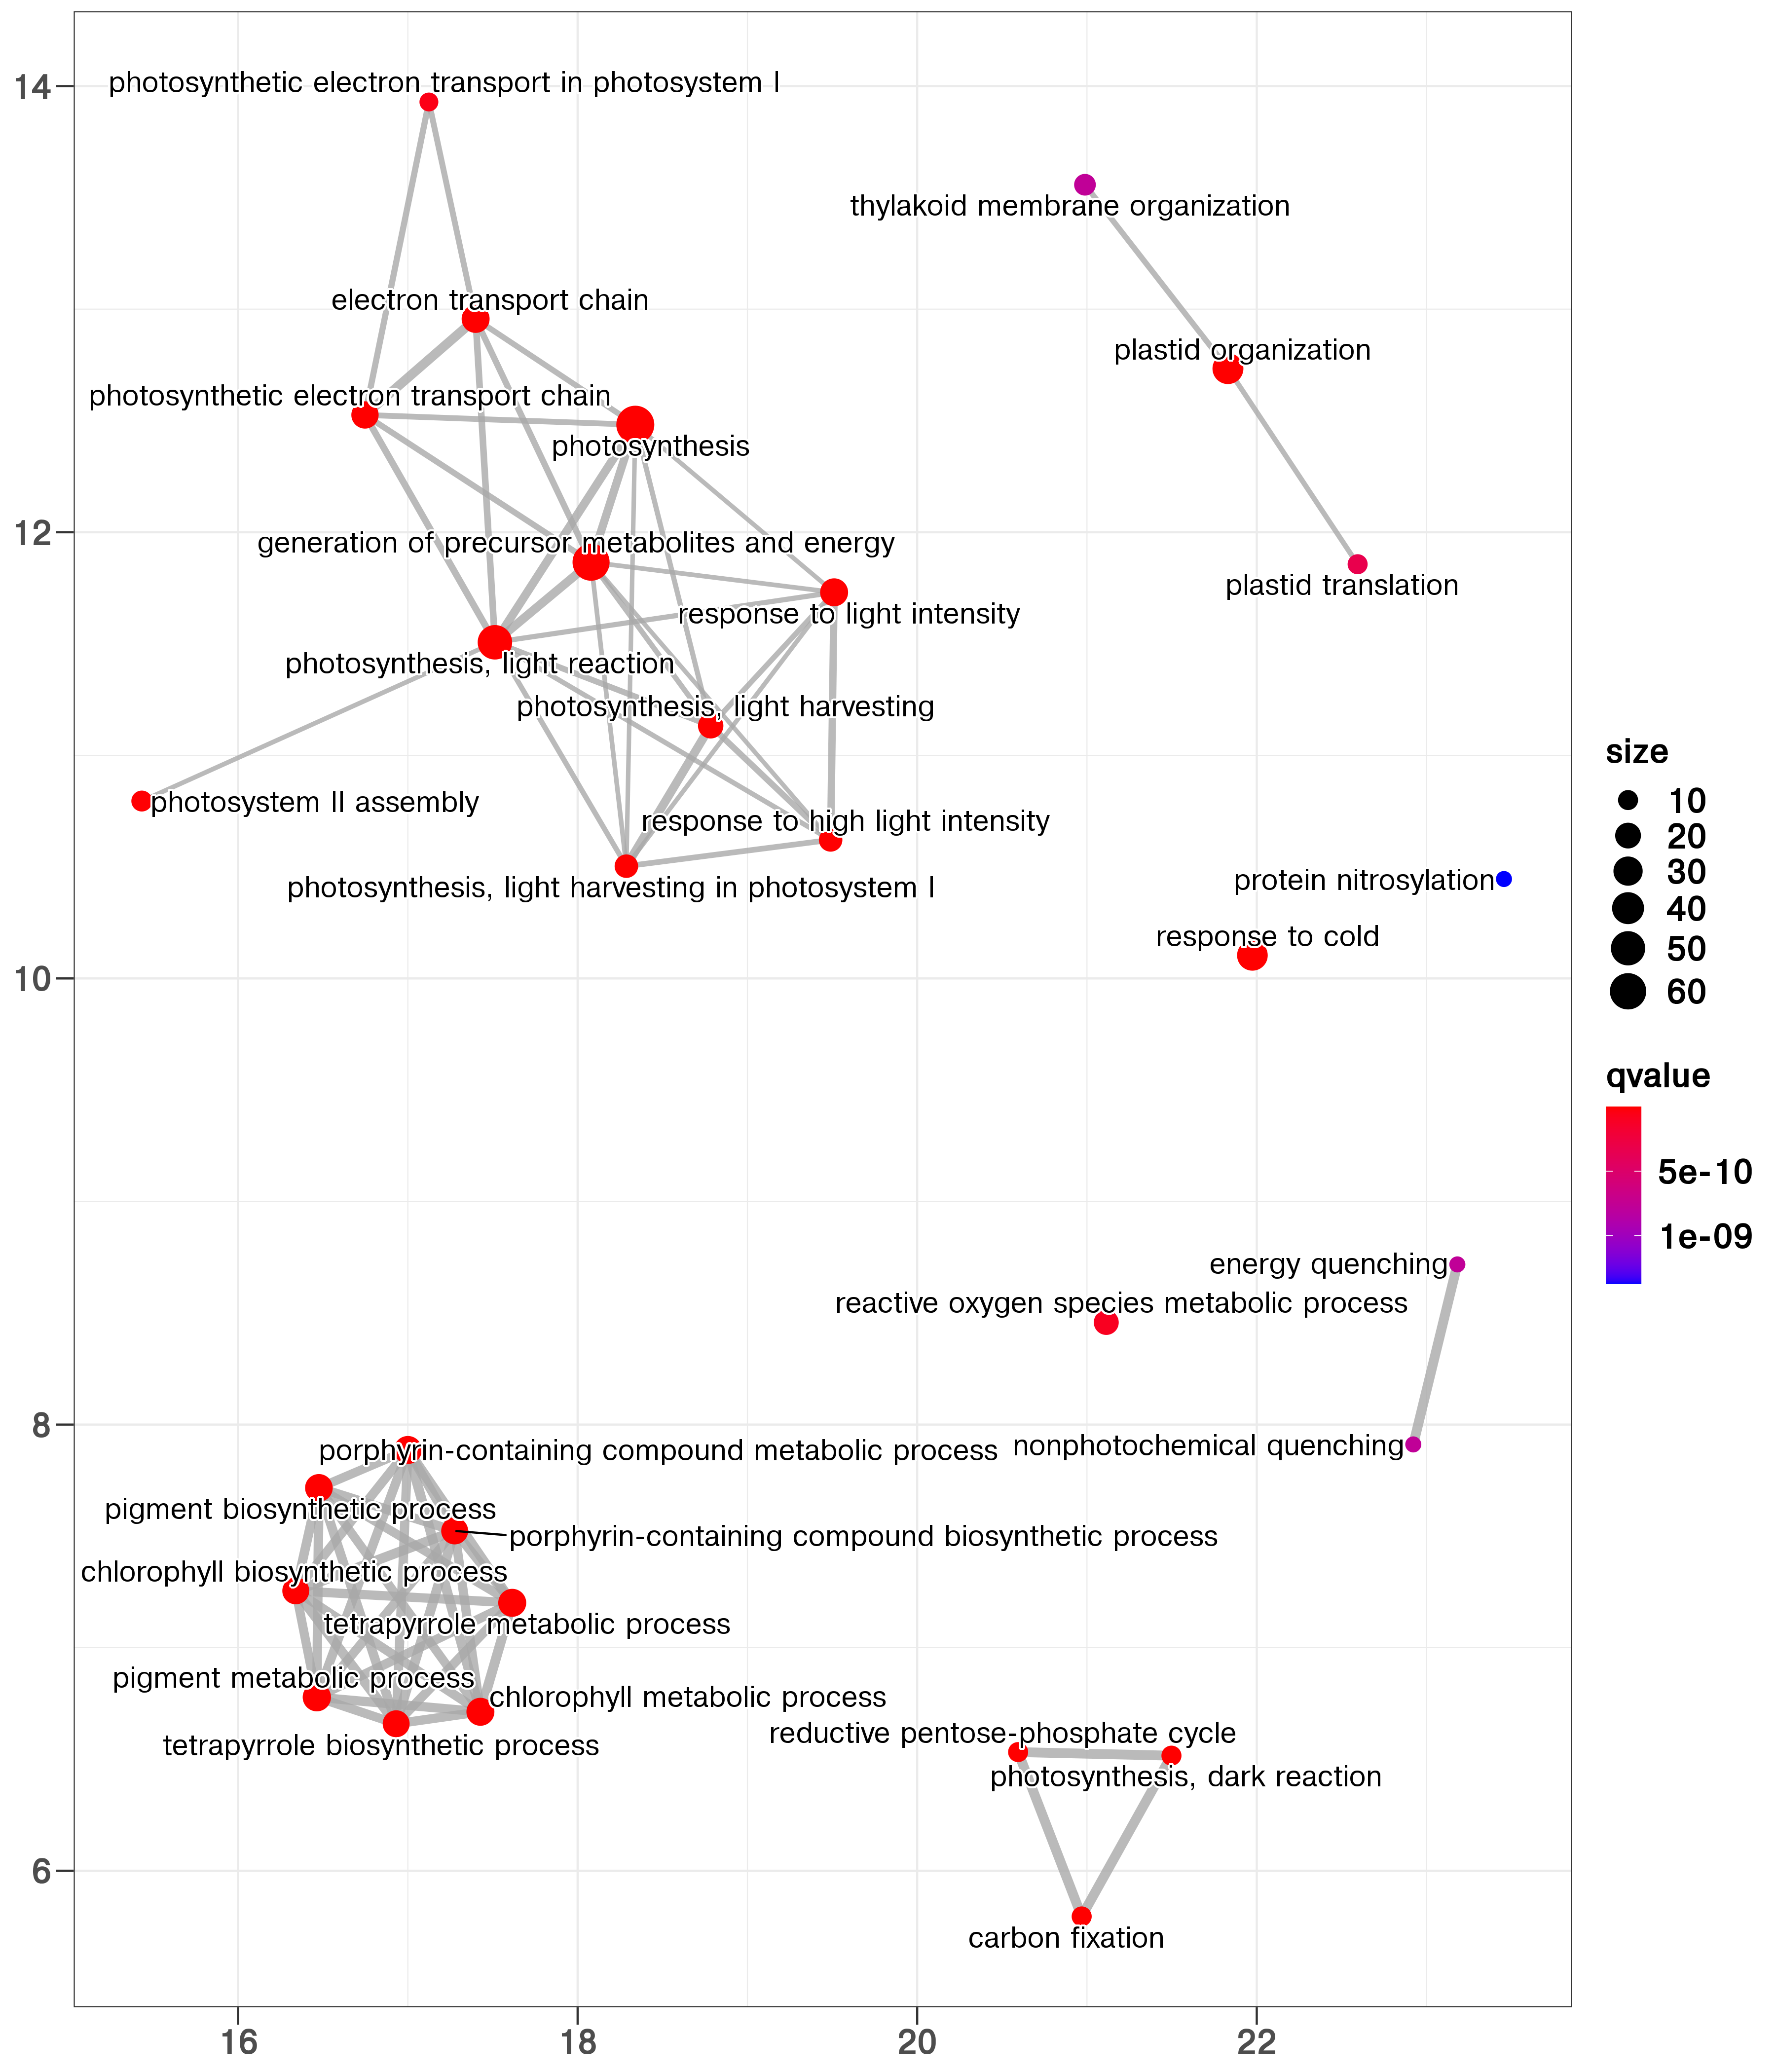 photosynthetic electron transport in photosystem I
14
thylakoid membrane organization
electron transport chain
plastid organization
photosynthetic electron transport chain
photosynthesis
12
generation of precursor metabolites and energy
plastid translation
response to light intensity
photosynthesis, light reaction
photosynthesis, light harvesting
photosystem II assembly
response to high light intensity
photosynthesis, light harvesting in photosystem I
protein nitrosylation
response to cold
10
energy quenching
reactive oxygen species metabolic process
8
porphyrin-containing compound metabolic process
nonphotochemical quenching
pigment biosynthetic process
porphyrin-containing compound biosynthetic process
chlorophyll biosynthetic process
tetrapyrrole metabolic process
pigment metabolic process
chlorophyll metabolic process
tetrapyrrole biosynthetic process
reductive pentose-phosphate cycle
photosynthesis, dark reaction
6
carbon fixation
16
18
20
22
size
10
20
30
40
50
60
qvalue
5e-10
1e-09